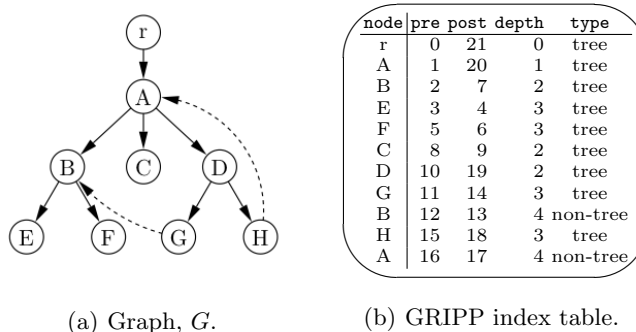 r
A
B
C
D
E
F
G
H
(a) Graph, G.
node pre post depth type
r 0 21 0 tree
A 1 20 1 tree
B 2 7 2 tree
E 3 4 3 tree
F 5 6 3 tree
C 8 9 2 tree
D 10 19 2 tree
G 11 14 3 tree
B 12 13 4 non-tree
H 15 18 3 tree
A 16 17 4 non-tree
(b) GRIPP index table.